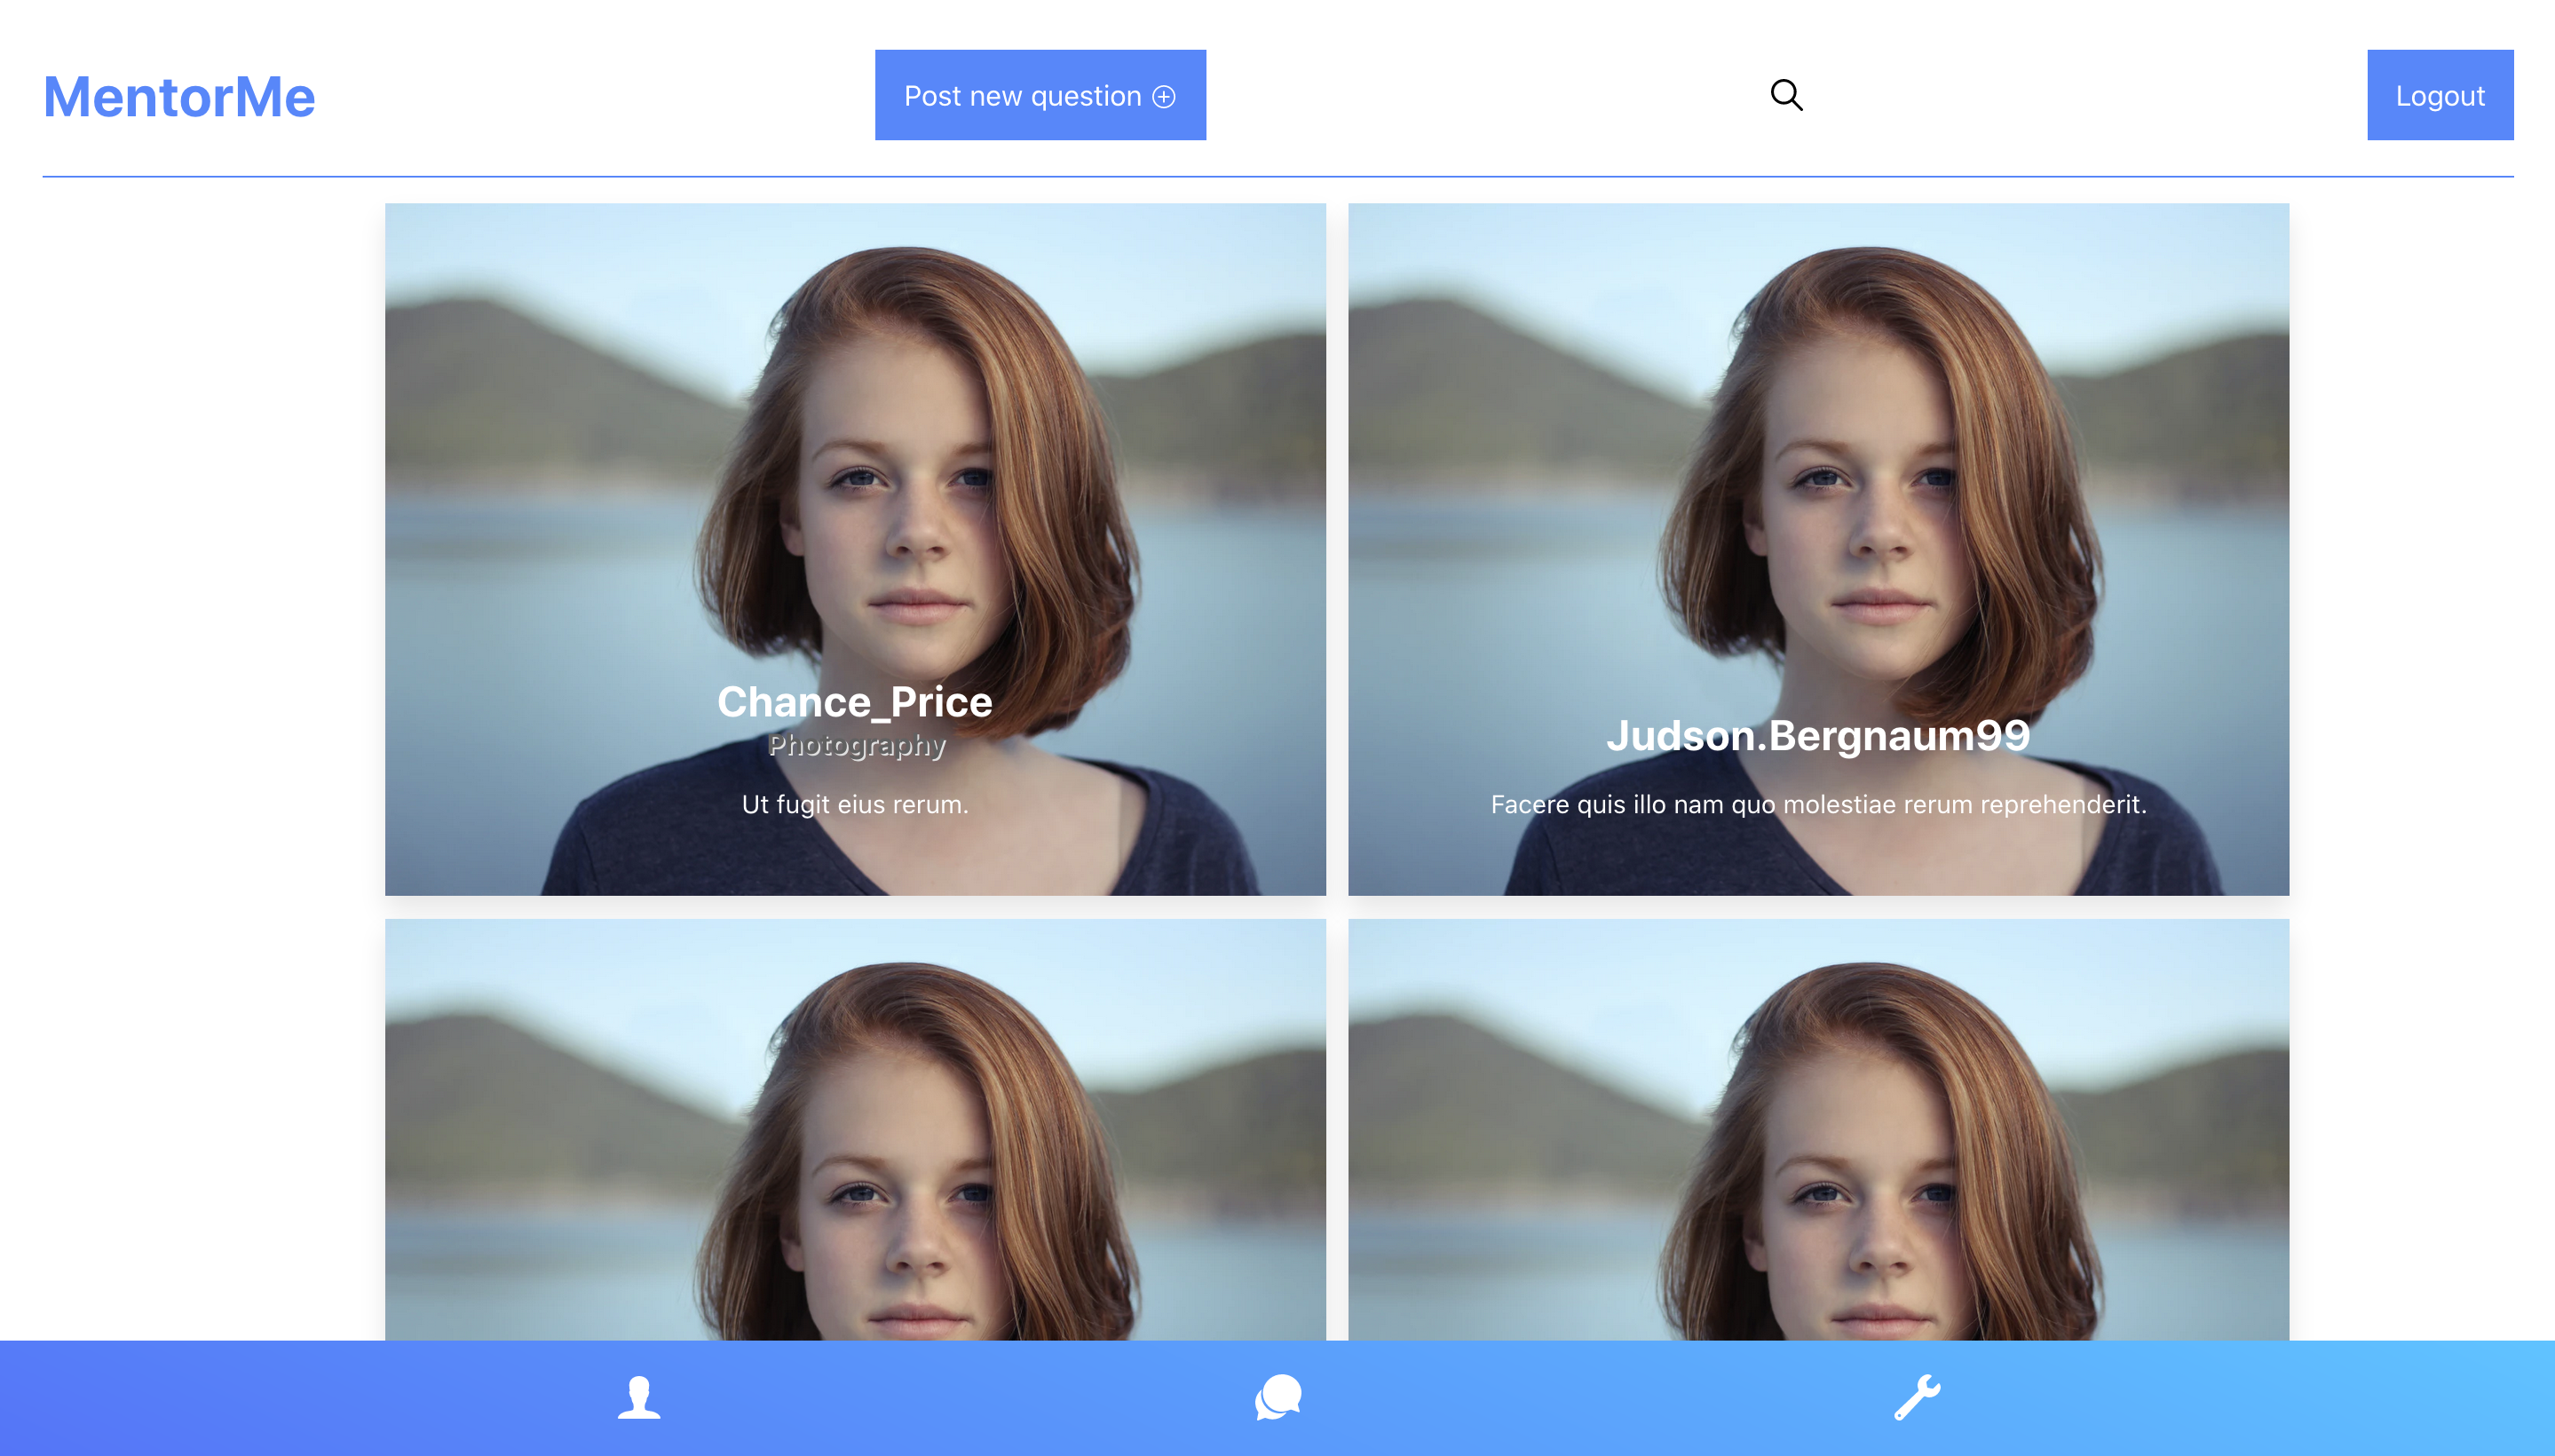 MentorMe
Post new question
Logout
Chance_Price
Photography
Ut fugit eius rerum.
Judson.Bergnaum99
Facere quis illo nam quo molestiae rerum reprehenderit.